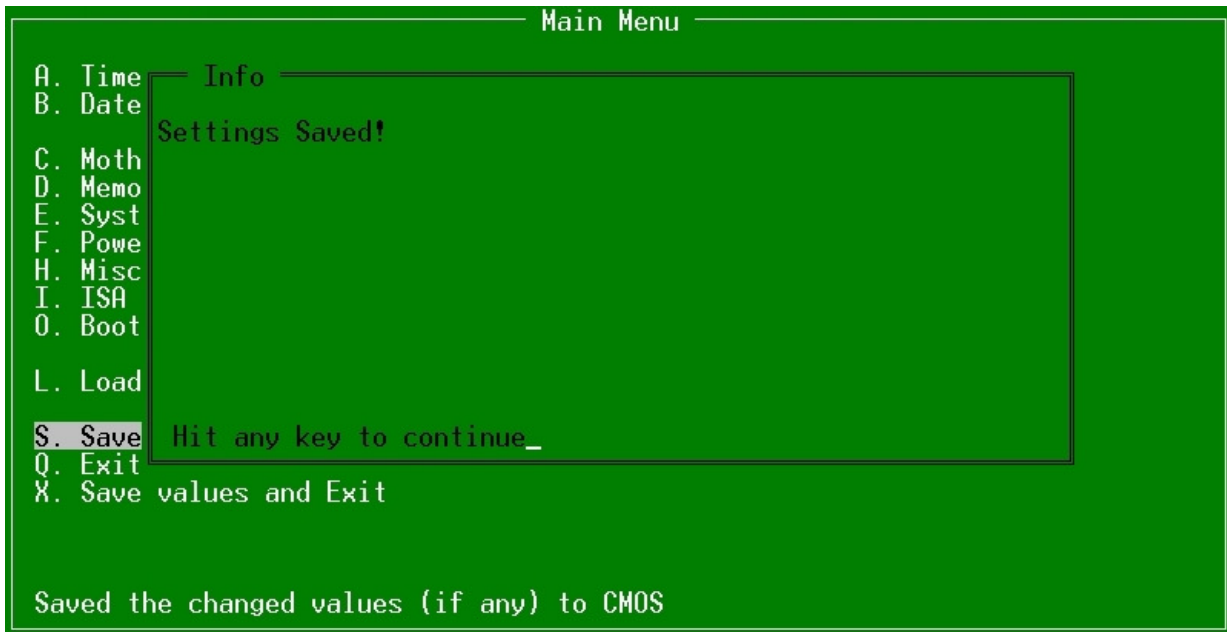 Main Menu
A. Time
Info
B. Date
Settings Saved!
C. Moth
D. Memo
E. Syst
F. Powe
H. Misc
I. ISA
O. Boot
L. Load
S. Save
Hit any key to continue_
Q. Exit
X. Save values and Exit
Saved the changed values (if any) to CMOS